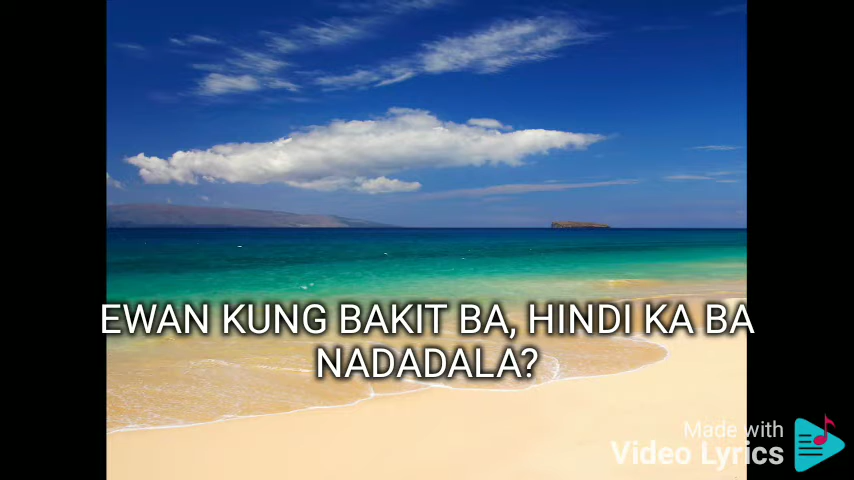 EWAN KUNG BAKIT BA, HINDI KA BA
NADADALA?
Made with
Video Lyrics